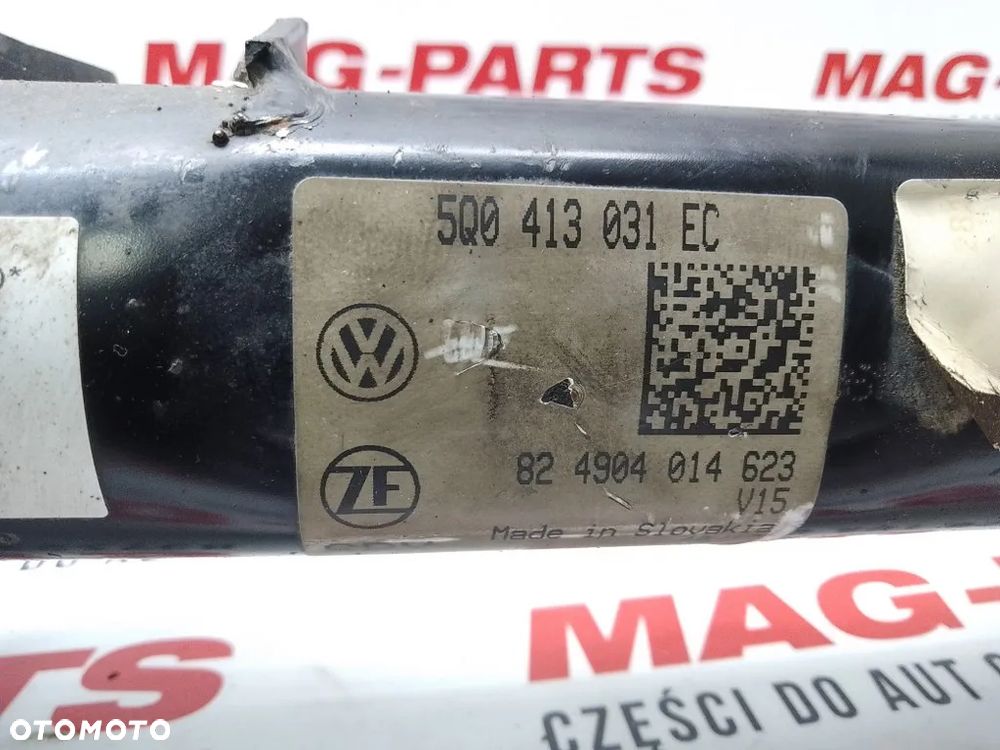 MAG-PARTS
MAG-
)*
5Q0 413 031 EC
VW
ZF
82 4904 014 623
V15
Made in Slovakia
-PARTS
MAG-
CZĘŚCI DO AUT
OTOMOTO